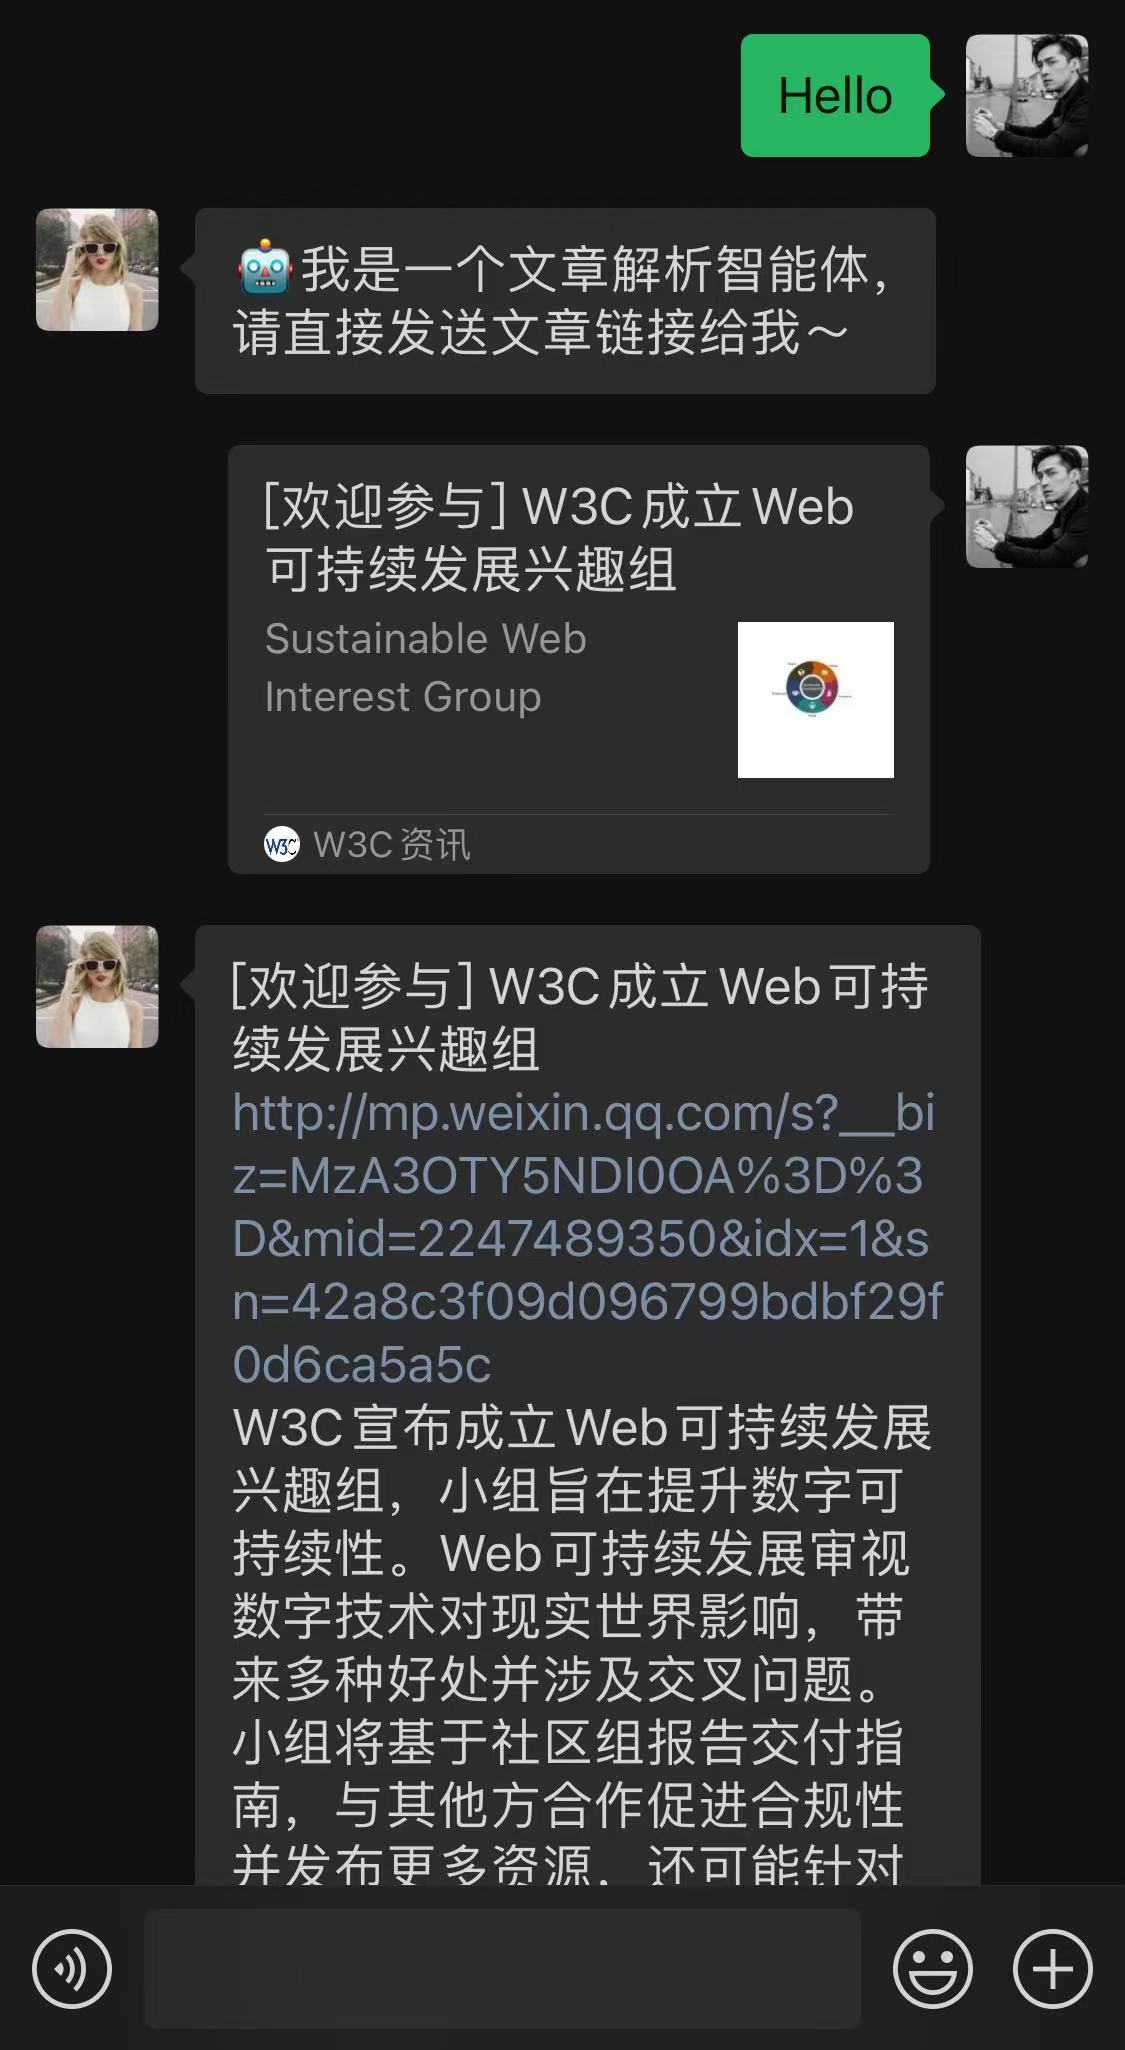 Hello
🤖我是一个文章解析智能体，
请直接发送文章链接给我～
[欢迎参与] W3C成立Web
可持续发展兴趣组
Sustainable Web
Interest Group
W3C
W3C资讯
[欢迎参与] W3C成立Web可持
续发展兴趣组
http://mp.weixin.qq.com/s?__bi
z=MzA3OTY5NDI0OA%3D%3
D&mid=2247489350&idx=1&s
n=42a8c3f09d096799bdbf29f
0d6ca5a5c
W3C宣布成立Web可持续发展
兴趣组，小组旨在提升数字可
持续性。Web可持续发展审视
数字技术对现实世界影响，带
来多种好处并涉及交叉问题。
小组将基于社区组报告交付指
南，与其他方合作促进合规性
并发布更多资源，还可能针对